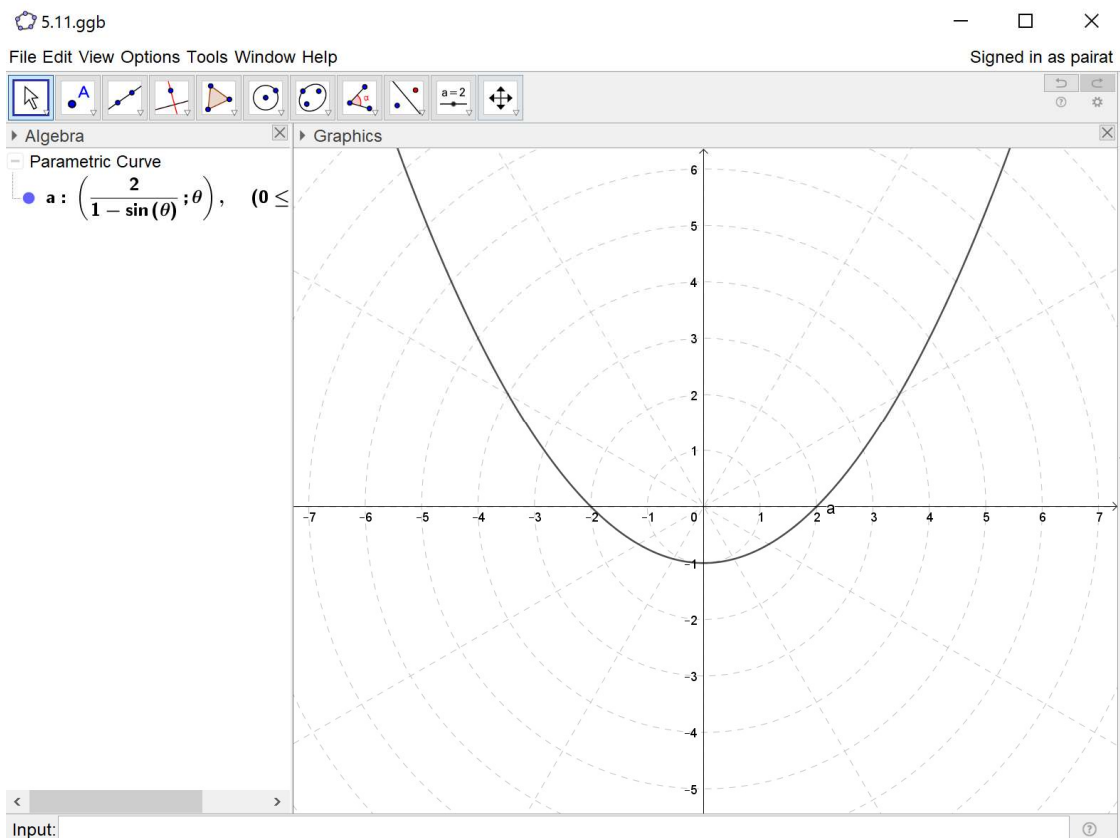 5.11.ggb
File Edit View Options Tools Window Help
Signed in as pairat
A
α
a=2
Algebra
Graphics
Parametric Curve
a : (2 / (1 − sin (θ)) ; θ), (0 ≤
6
5
4
3
2
1
-7 -6 -5 -4 -3 -2 -1 0 1 2 3 4 5 6 7
a
-1
-2
-3
-4
-5
Input: